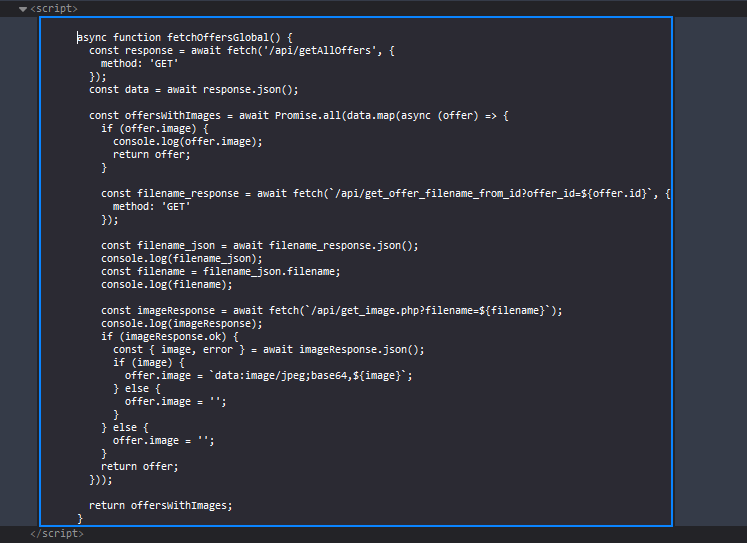 <script>
async function fetchOffersGlobal() {
  const response = await fetch('/api/getAllOffers', {
    method: 'GET'
  });
  const data = await response.json();

  const offersWithImages = await Promise.all(data.map(async (offer) => {
    if (offer.image) {
      console.log(offer.image);
      return offer;
    }

    const filename_response = await fetch(`/api/get_offer_filename_from_id?offer_id=${offer.id}`, {
      method: 'GET'
    });

    const filename_json = await filename_response.json();
    console.log(filename_json);
    const filename = filename_json.filename;
    console.log(filename);

    const imageResponse = await fetch(`/api/get_image.php?filename=${filename}`);
    console.log(imageResponse);
    if (imageResponse.ok) {
      const { image, error } = await imageResponse.json();
      if (image) {
        offer.image = `data:image/jpeg;base64,${image}`;
      } else {
        offer.image = '';
      }
    } else {
      offer.image = '';
    }
    return offer;
  }));

  return offersWithImages;
}
</script>